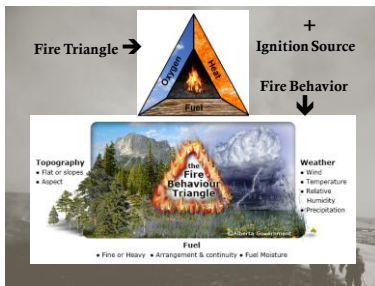 Fire Triangle →
+
Ignition Source
Oxygen
Heat
Fuel
Fire Behavior
Topography
• Flat or slopes
• Aspect
the
Fire
Behaviour
Triangle
Weather
• Wind
• Temperature
• Relative
Humidity
• Precipitation
©Alberta Government
Fuel
• Fine or Heavy • Arrangement & continuity • Fuel Moisture